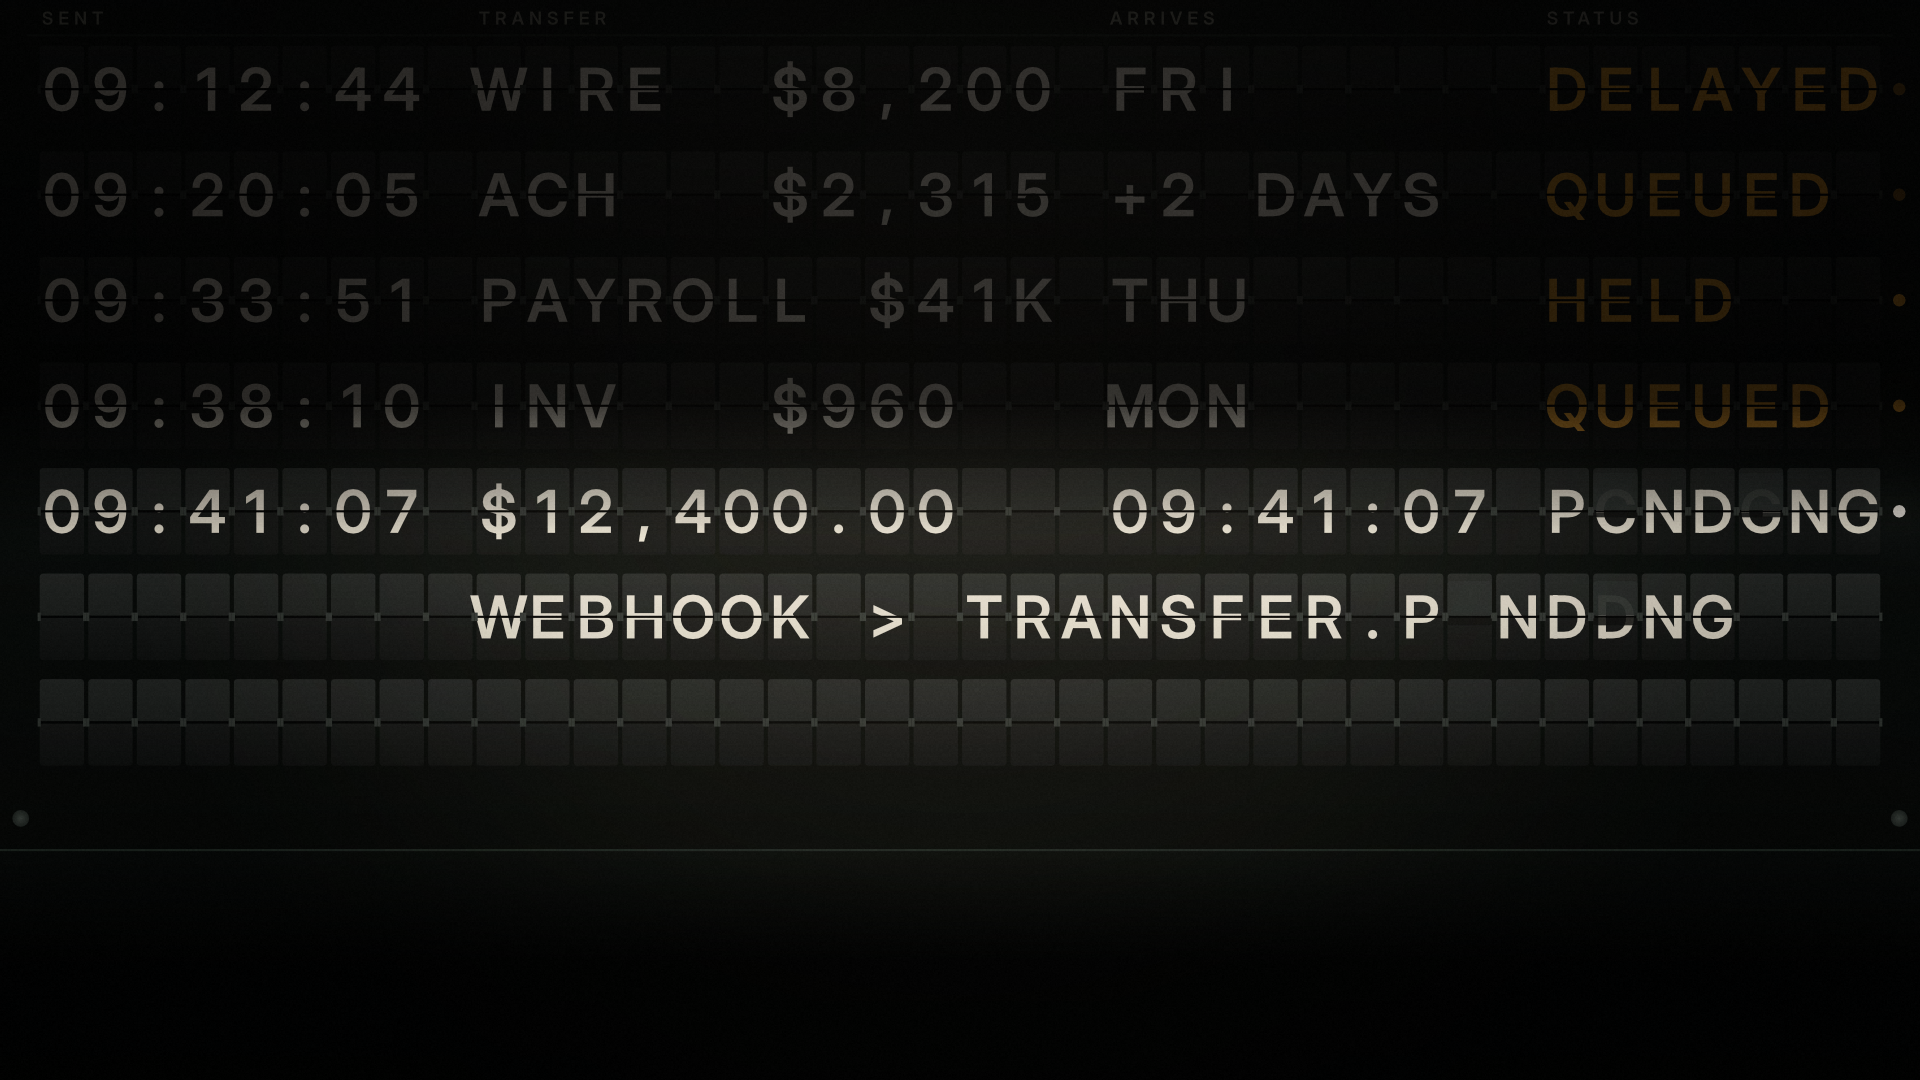 SENT TRANSFER ARRIVES STATUS
09:12:44 WIRE $8,200 FRI DELAYED
09:20:05 ACH $2,315 +2 DAYS QUEUED
09:33:51 PAYROLL $41K THU HELD
09:38:10 INV $960 MON QUEUED
09:41:07 $12,400.00 09:41:07
WEBHOOK >